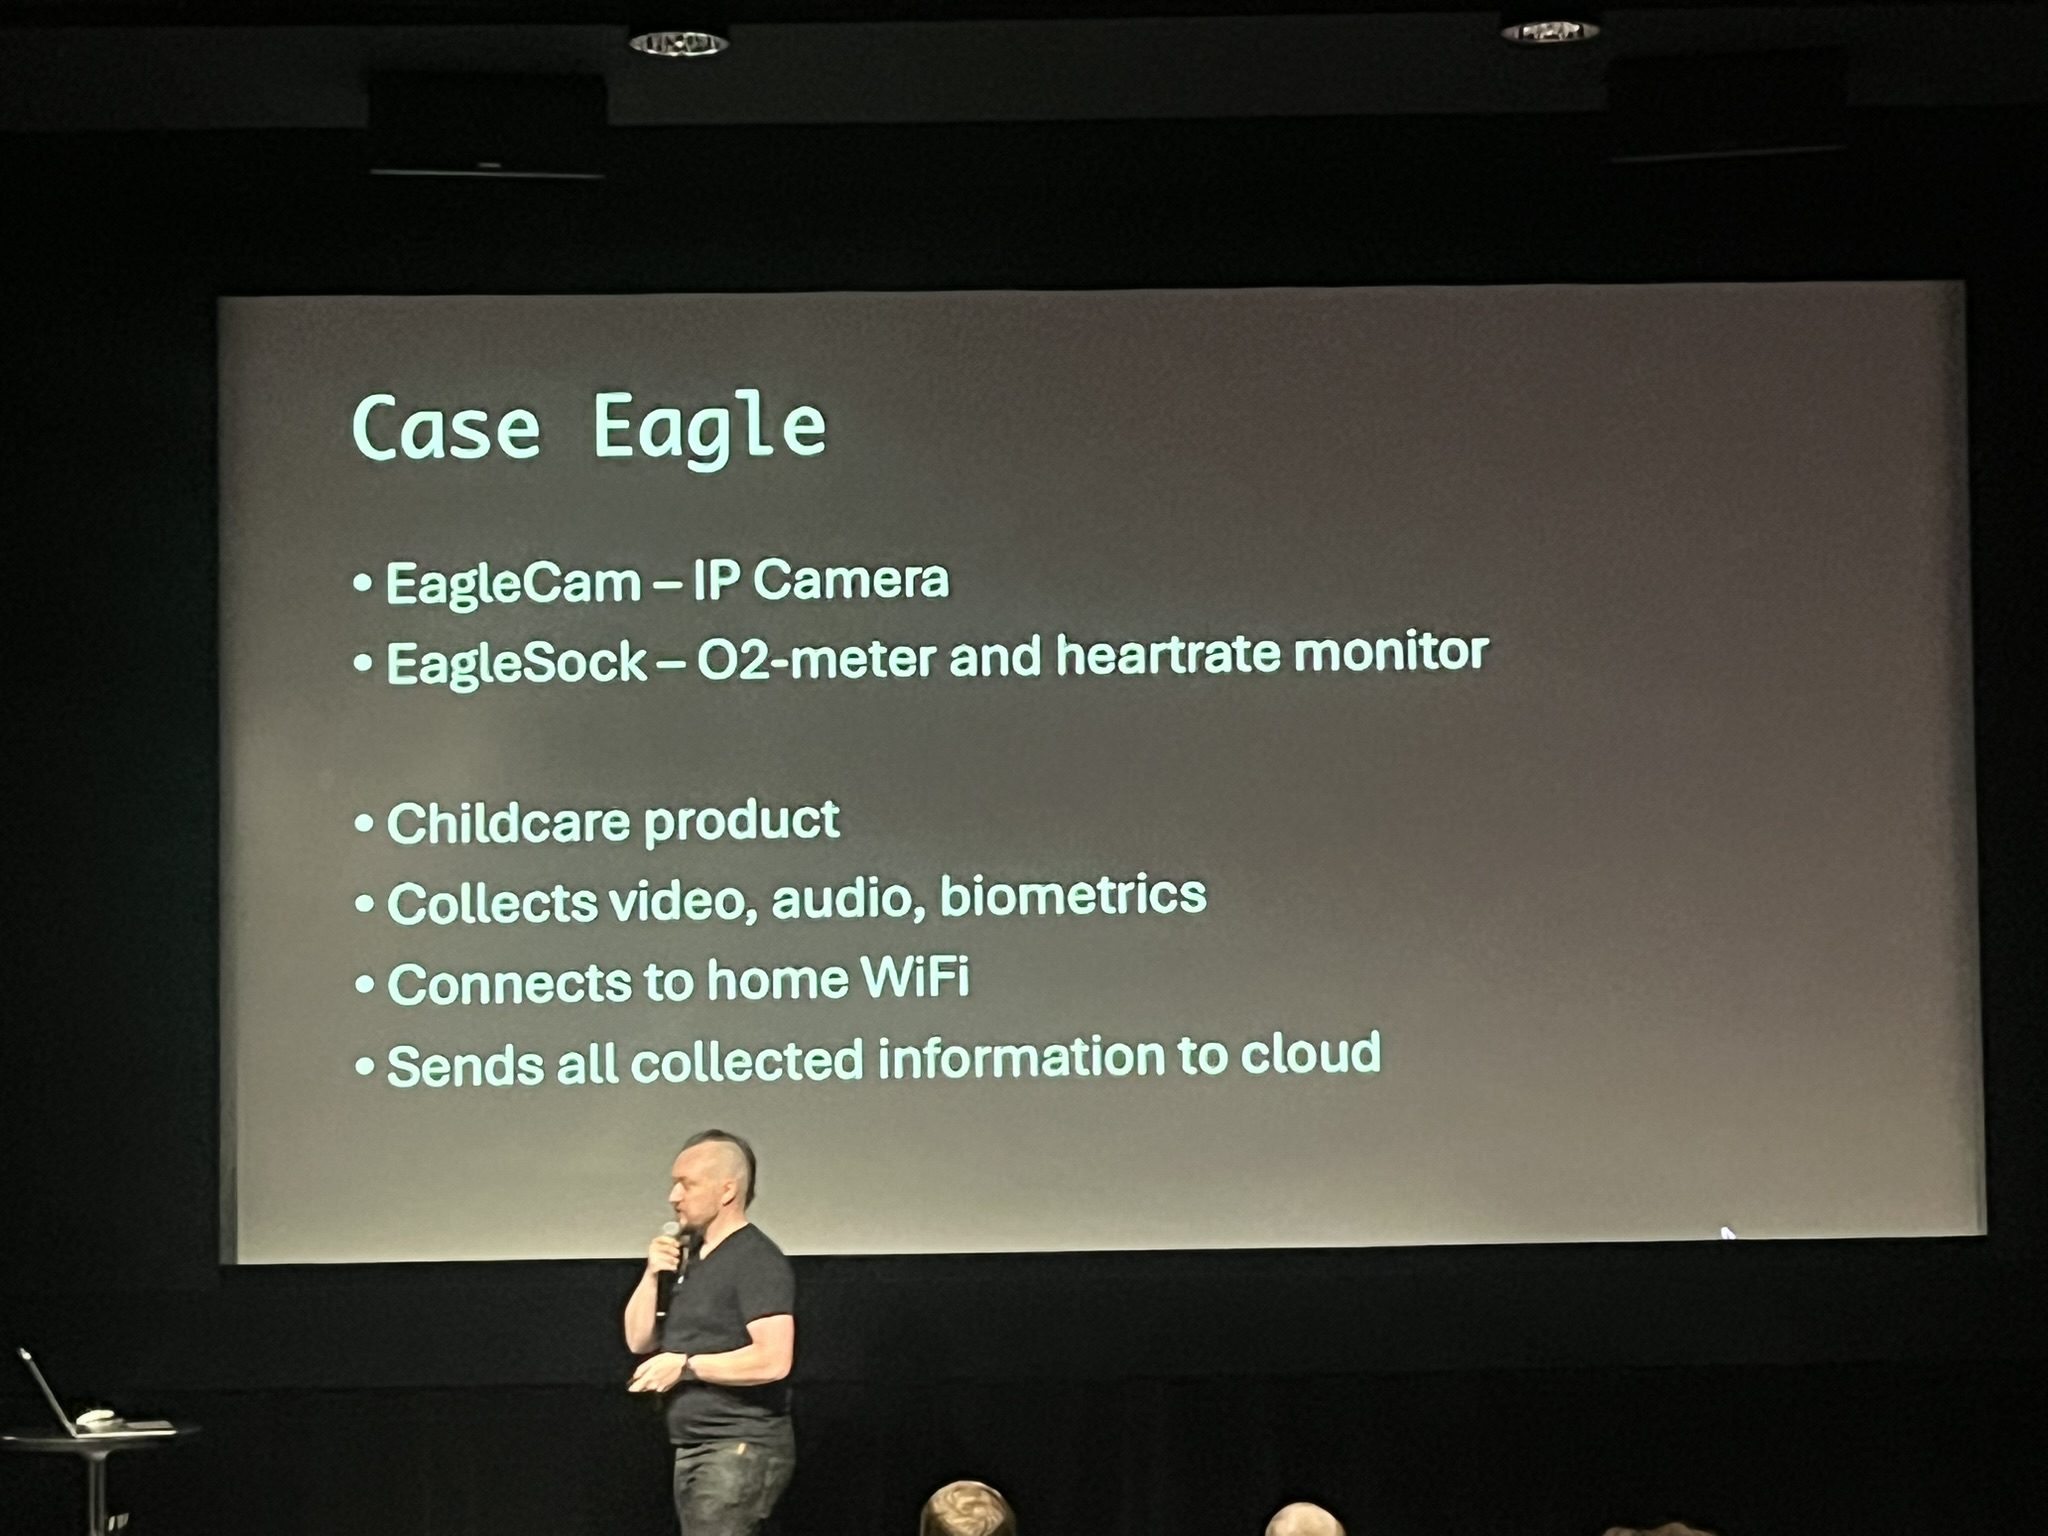 Case Eagle
• EagleCam – IP Camera
• EagleSock – O2-meter and heartrate monitor
• Childcare product
• Collects video, audio, biometrics
• Connects to home WiFi
• Sends all collected information to cloud